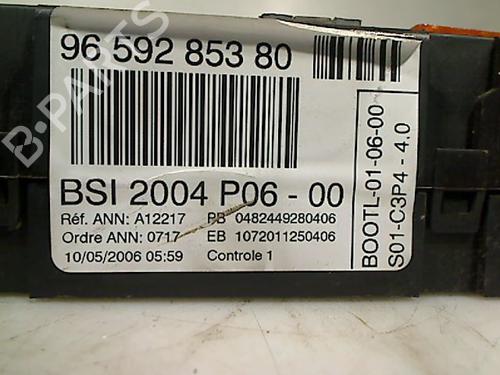 96 592 853 80
BSI 2004 P06 - 00
Réf. ANN: A12217 PB 0482449280406
Ordre ANN: 0717 EB 1072011250406
10/05/2006 05:59 Controle 1
BOOTL-01-06-00
S01-C3P4 - 4.0
B-PARTS